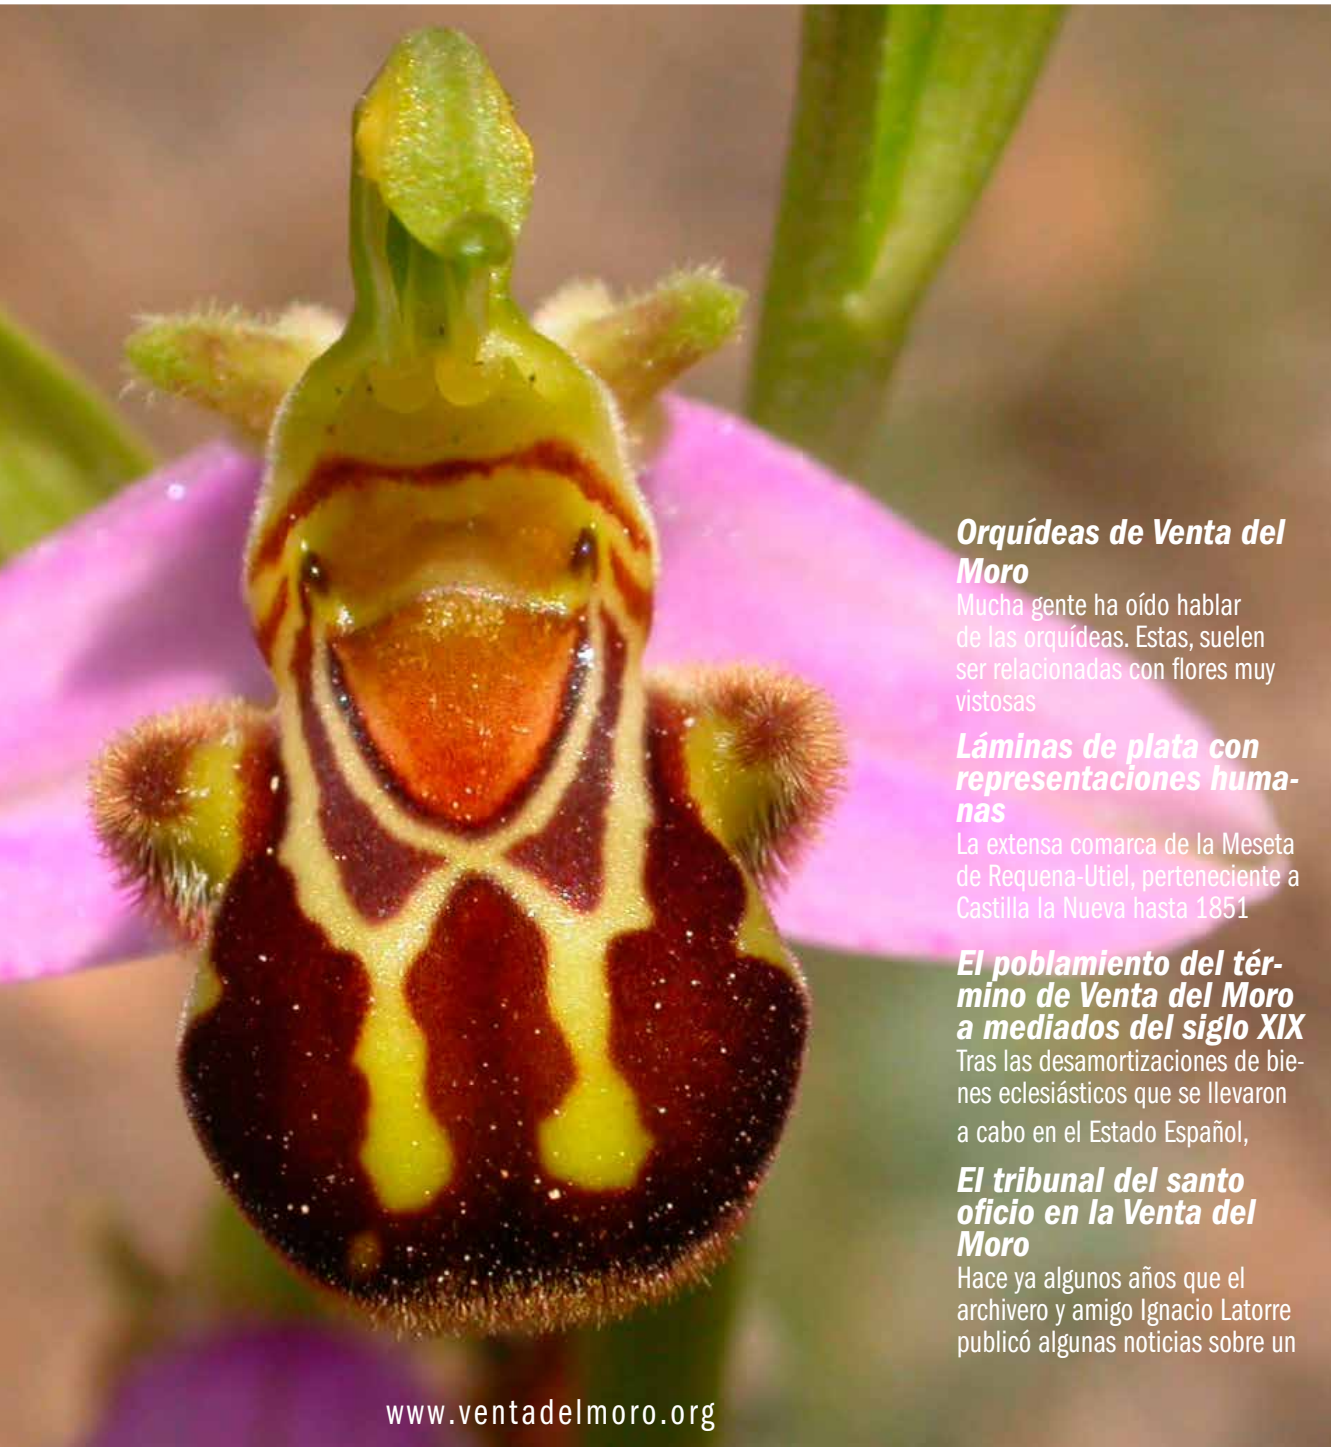 Orquídeas de Venta del
Moro
Mucha gente ha oído hablar
de las orquídeas. Estas, suelen
ser relacionadas con flores muy
vistosas
Láminas de plata con
representaciones huma-
nas
La extensa comarca de la Meseta
de Requena-Utiel, perteneciente a
Castilla la Nueva hasta 1851
El poblamiento del tér-
mino de Venta del Moro
a mediados del siglo XIX
Tras las desamortizaciones de bie-
nes eclesiásticos que se llevaron
a cabo en el Estado Español,
El tribunal del santo
oficio en la Venta del
Moro
Hace ya algunos años que el
archivero y amigo Ignacio Latorre
publicó algunas noticias sobre un
www.ventadelmoro.org